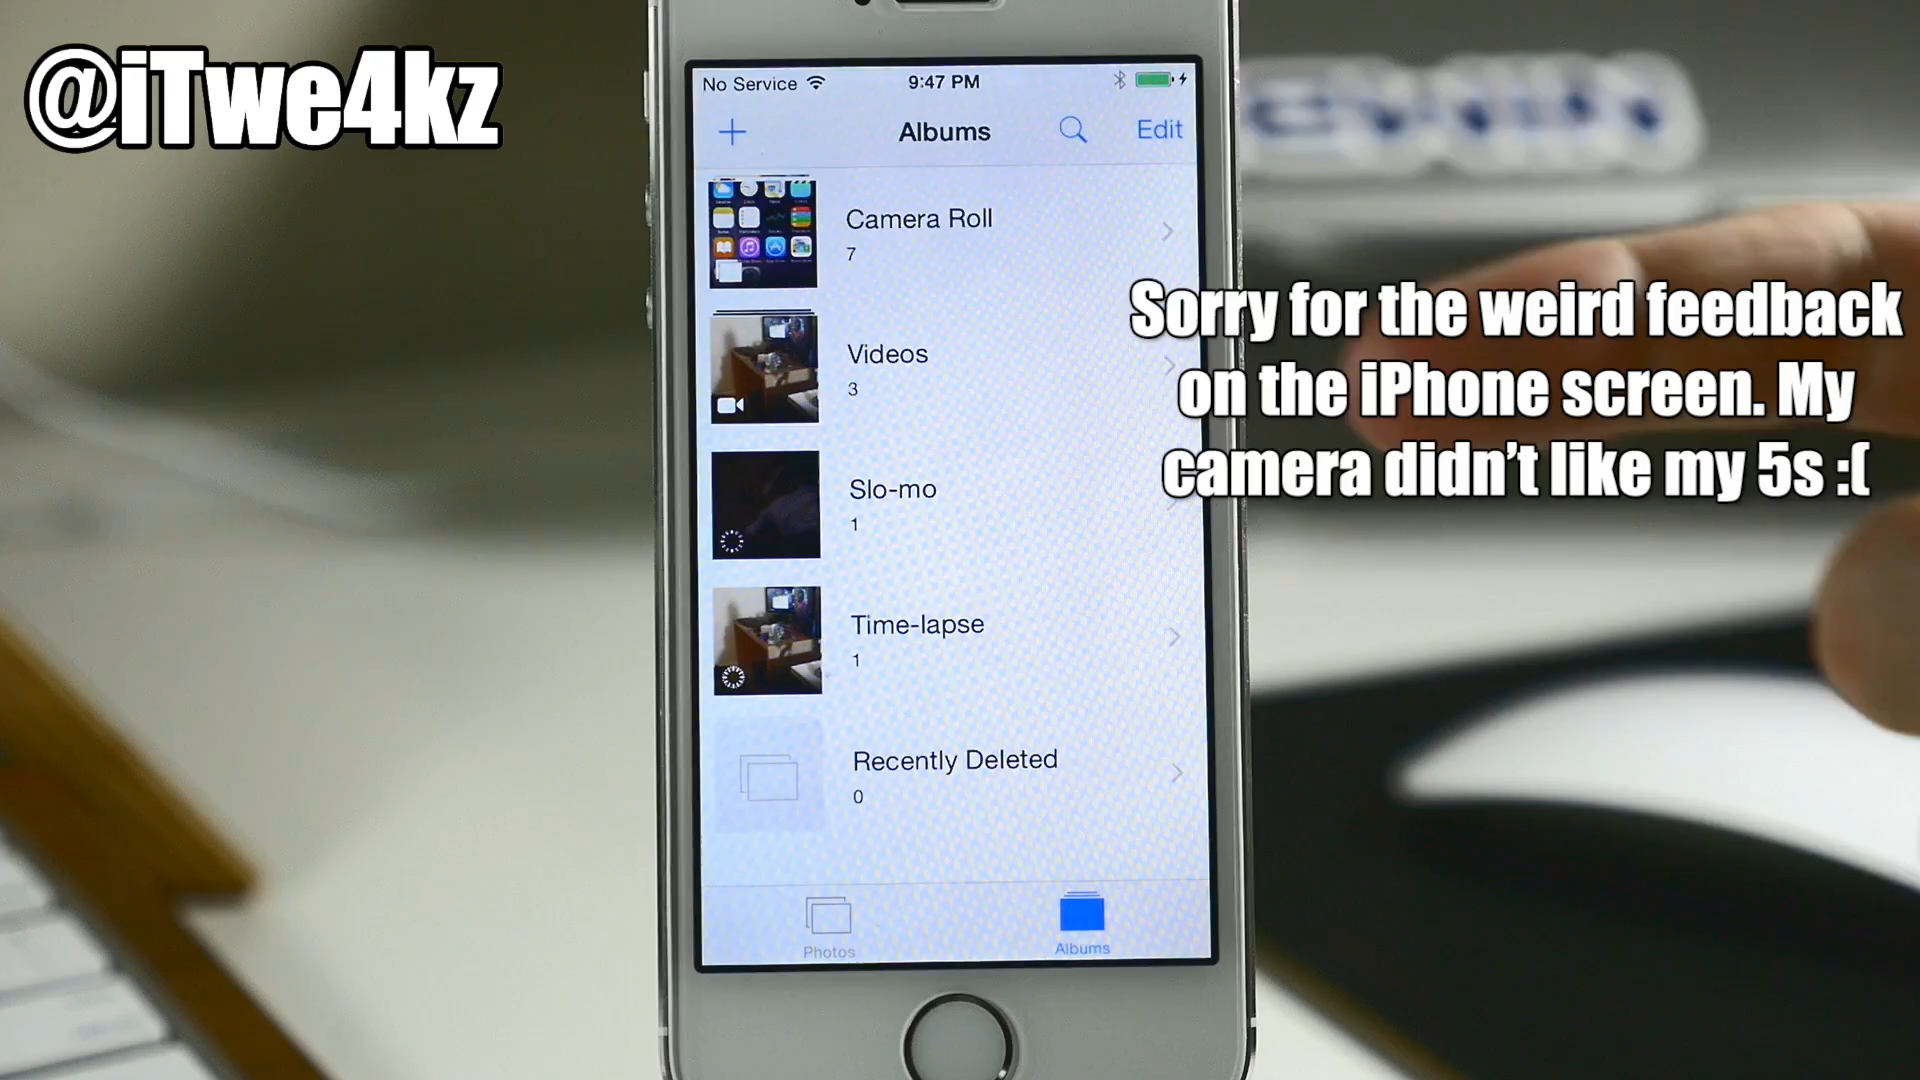 @iTwe4kz
No Service
9:47 PM
Albums
Edit
Camera Roll
7
Videos
3
Slo-mo
1
Time-lapse
1
Recently Deleted
0
Photos
Albums
Sorry for the weird feedback
on the iPhone screen. My
camera didn't like my 5s :(